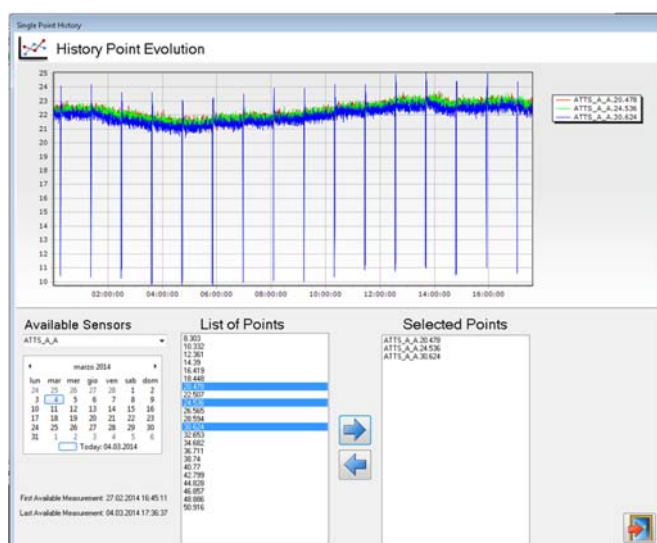 Single Point History
History Point Evolution
25
24
23
22
21
20
19
18
17
16
15
14
13
12
11
10
02:00:00 04:00:00 06:00:00 08:00:00 10:00:00 12:00:00 14:00:00 16:00:00
ATTS_A_A.20.478
ATTS_A_A.24.536
ATTS_A_A.30.624
Available Sensors
ATTS_A_A
marzo 2014
lun mar mer gio ven sab dom
24 25 26 27 28 1 2
3 4 5 6 7 8 9
10 11 12 13 14 15 16
17 18 19 20 21 22 23
24 25 26 27 28 29 30
31 1 2 3 4 5 6
Today: 04.03.2014
First Available Measurement: 27.02.2014 16:45:11
Last Available Measurement: 04.03.2014 17:36:37
List of Points
8.303
10.332
12.361
14.39
16.419
18.448
20.478
22.507
24.536
26.565
28.594
30.624
32.653
34.682
36.711
38.74
40.77
42.799
44.828
46.857
48.886
50.916
Selected Points
ATTS_A_A.20.478
ATTS_A_A.24.536
ATTS_A_A.30.624